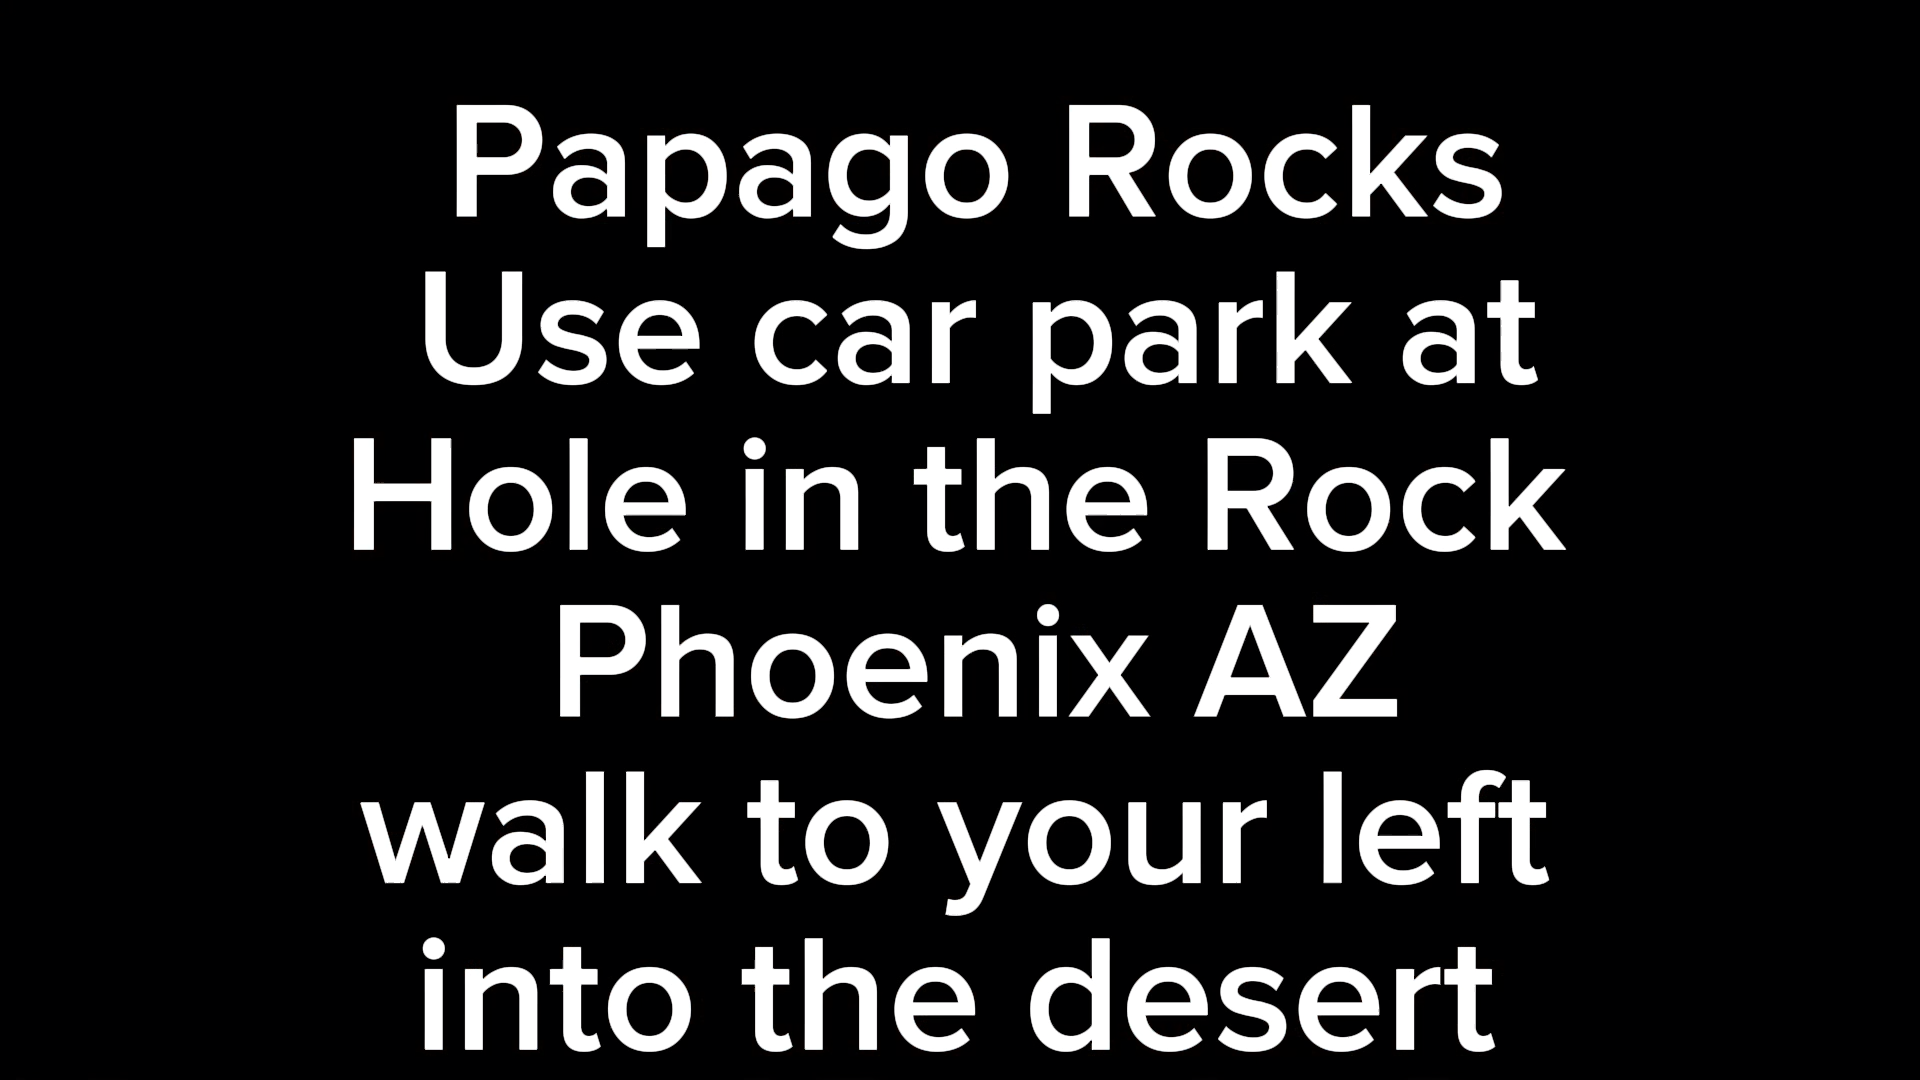 Papago Rocks
Use car park at
Hole in the Rock
Phoenix AZ
walk to your left
into the desert